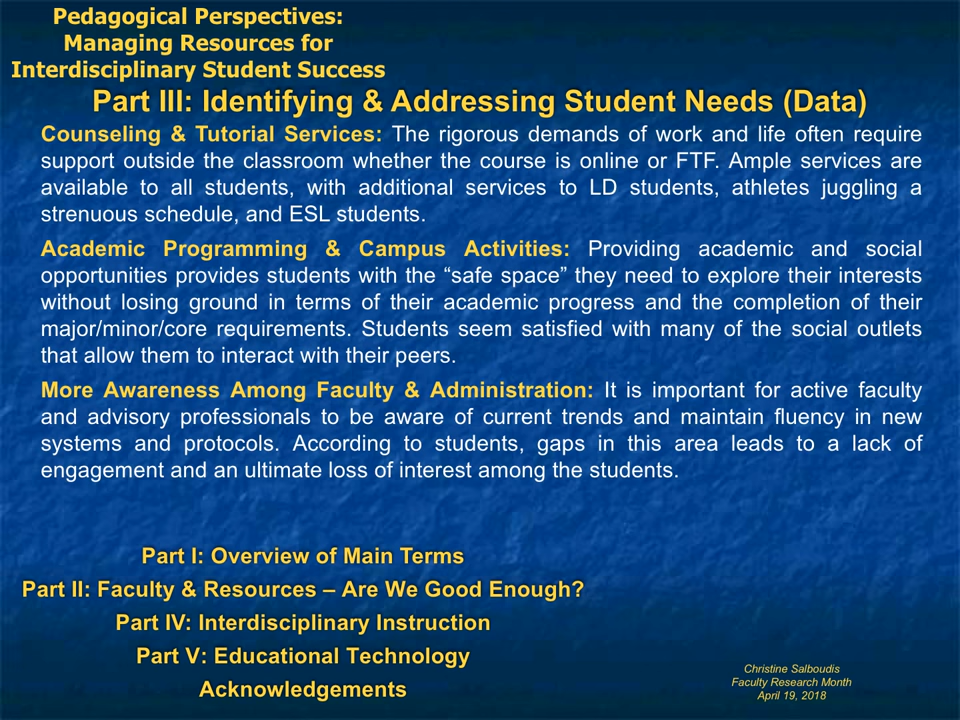 Pedagogical Perspectives:
Managing Resources for
Interdisciplinary Student Success
Part III: Identifying & Addressing Student Needs (Data)
Counseling & Tutorial Services: The rigorous demands of work and life often require
support outside the classroom whether the course is online or FTF. Ample services are
available to all students, with additional services to LD students, athletes juggling a
strenuous schedule, and ESL students.
Academic Programming & Campus Activities: Providing academic and social
opportunities provides students with the “safe space” they need to explore their interests
without losing ground in terms of their academic progress and the completion of their
major/minor/core requirements. Students seem satisfied with many of the social outlets
that allow them to interact with their peers.
More Awareness Among Faculty & Administration: It is important for active faculty
and advisory professionals to be aware of current trends and maintain fluency in new
systems and protocols. According to students, gaps in this area leads to a lack of
engagement and an ultimate loss of interest among the students.
Part I: Overview of Main Terms
Part II: Faculty & Resources – Are We Good Enough?
Part IV: Interdisciplinary Instruction
Part V: Educational Technology
Acknowledgements
Christine Salboudis
Faculty Research Month
April 19, 2018